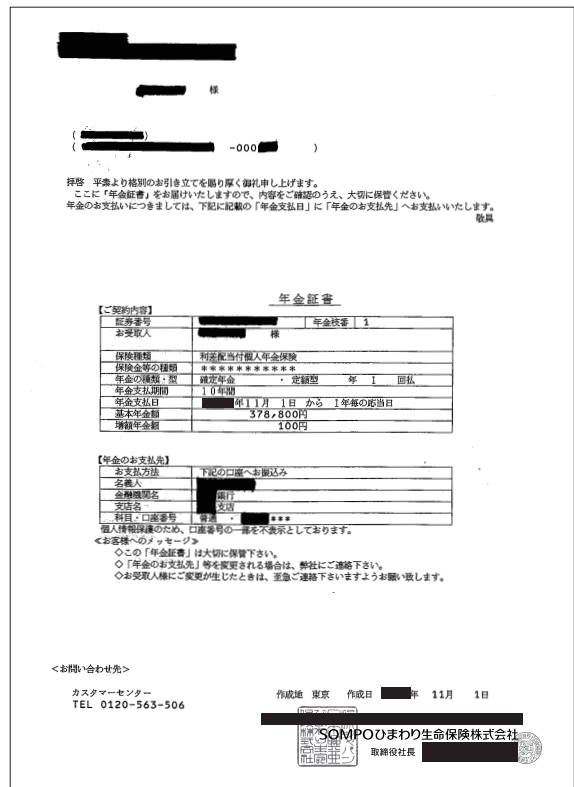 様
(
( -000 )
拝啓 平素より格別のお引き立てを賜り厚く御礼申し上げます。
ここに『年金証書』をお届けいたしますので、内容をご確認のうえ、大切に保管ください。
年金のお支払いにつきましては、下記に記載の「年金支払日」に「年金のお支払先」へお支払いいたします。
敬具
年金証書
【ご契約内容】
証券番号 年金枝番 1
お受取人 様
保険種類 利差配当付個人年金保険
保険金等の種類 ***********
年金の種類・型 確定年金 ・ 定額型 年 1 回払
年金支払期間 10年間
年金支払日 年11月 1日 から 1年毎の応当日
基本年金額 378,800円
増額年金額 100円
【年金のお支払先】
お支払方法 下記の口座へお振込み
名義人
金融機関名 銀行
支店名 支店
科目・口座番号 普通 ・ ***
個人情報保護のため、口座番号の一部を不表示としております。
≪お客様へのメッセージ≫
◇この「年金証書」は大切に保管下さい。
◇「年金のお支払先」等を変更される場合は、弊社にご連絡下さい。
◇お受取人様にご変更が生じたときは、至急ご連絡下さいますようお願い致します。
＜お問い合わせ先＞
カスタマーセンター
TEL 0120-563-506
作成地 東京 作成日 年 11月 1日
SOMPOひまわり生命保険株式会社
取締役社長